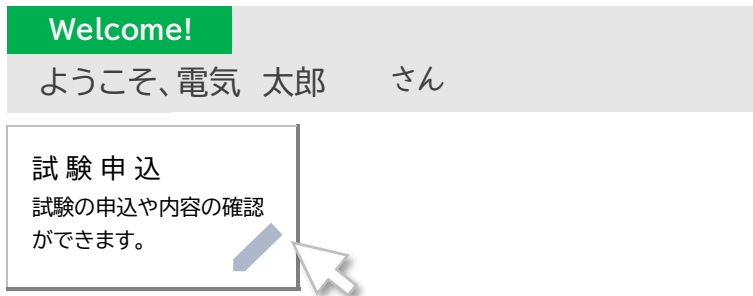 Welcome!
ようこそ、電気 太郎 さん
試験申込
試験の申込や内容の確認
ができます。